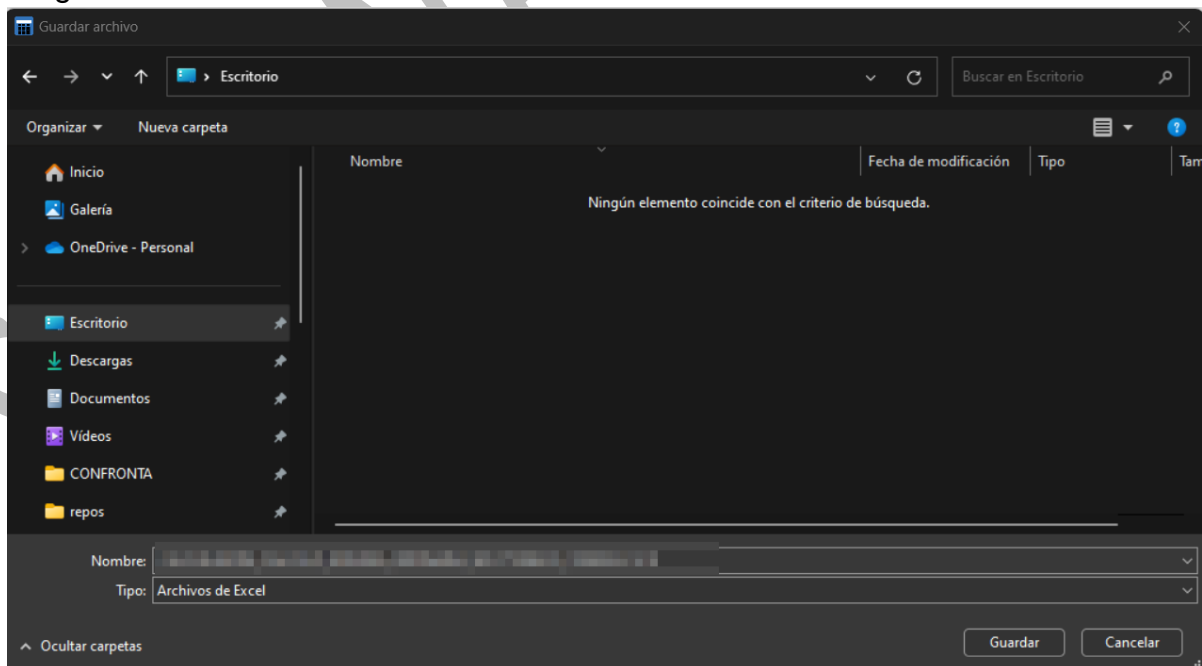 Guardar archivo
Escritorio
Buscar en Escritorio
Organizar
Nueva carpeta
Inicio
Galería
OneDrive - Personal
Escritorio
Descargas
Documentos
Vídeos
CONFRONTA
repos
Nombre
Fecha de modificación
Tipo
Ningún elemento coincide con el criterio de búsqueda.
Nombre:
Tipo: Archivos de Excel
Ocultar carpetas
Guardar
Cancelar